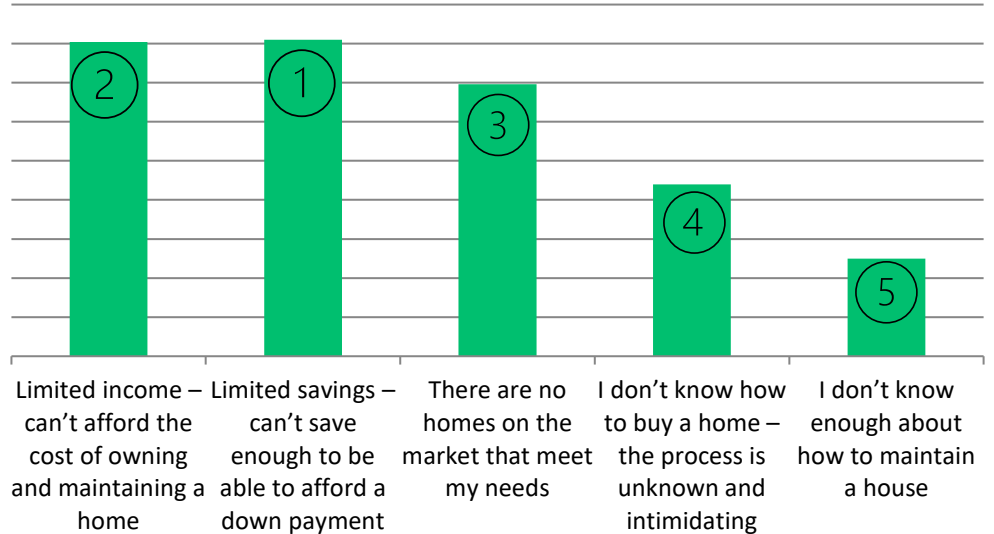 2
1
3
4
5
Limited income –
can’t afford the
cost of owning
and maintaining a
home
Limited savings –
can’t save
enough to be
able to afford a
down payment
There are no
homes on the
market that meet
my needs
I don’t know how
to buy a home –
the process is
unknown and
intimidating
I don’t know
enough about
how to maintain
a house